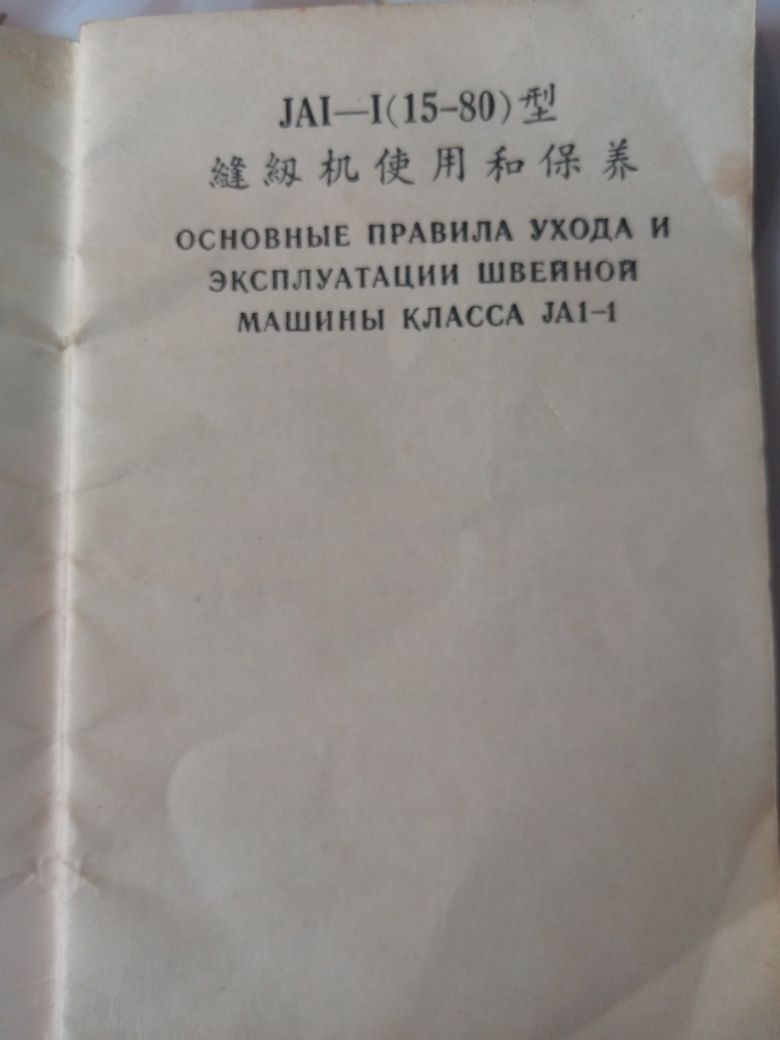 JAI—I(15-80)型
縫紉机使用和保养
ОСНОВНЫЕ ПРАВИЛА УХОДА И
ЭКСПЛУАТАЦИИ ШВЕЙНОЙ
МАШИНЫ КЛАССА JA1-1